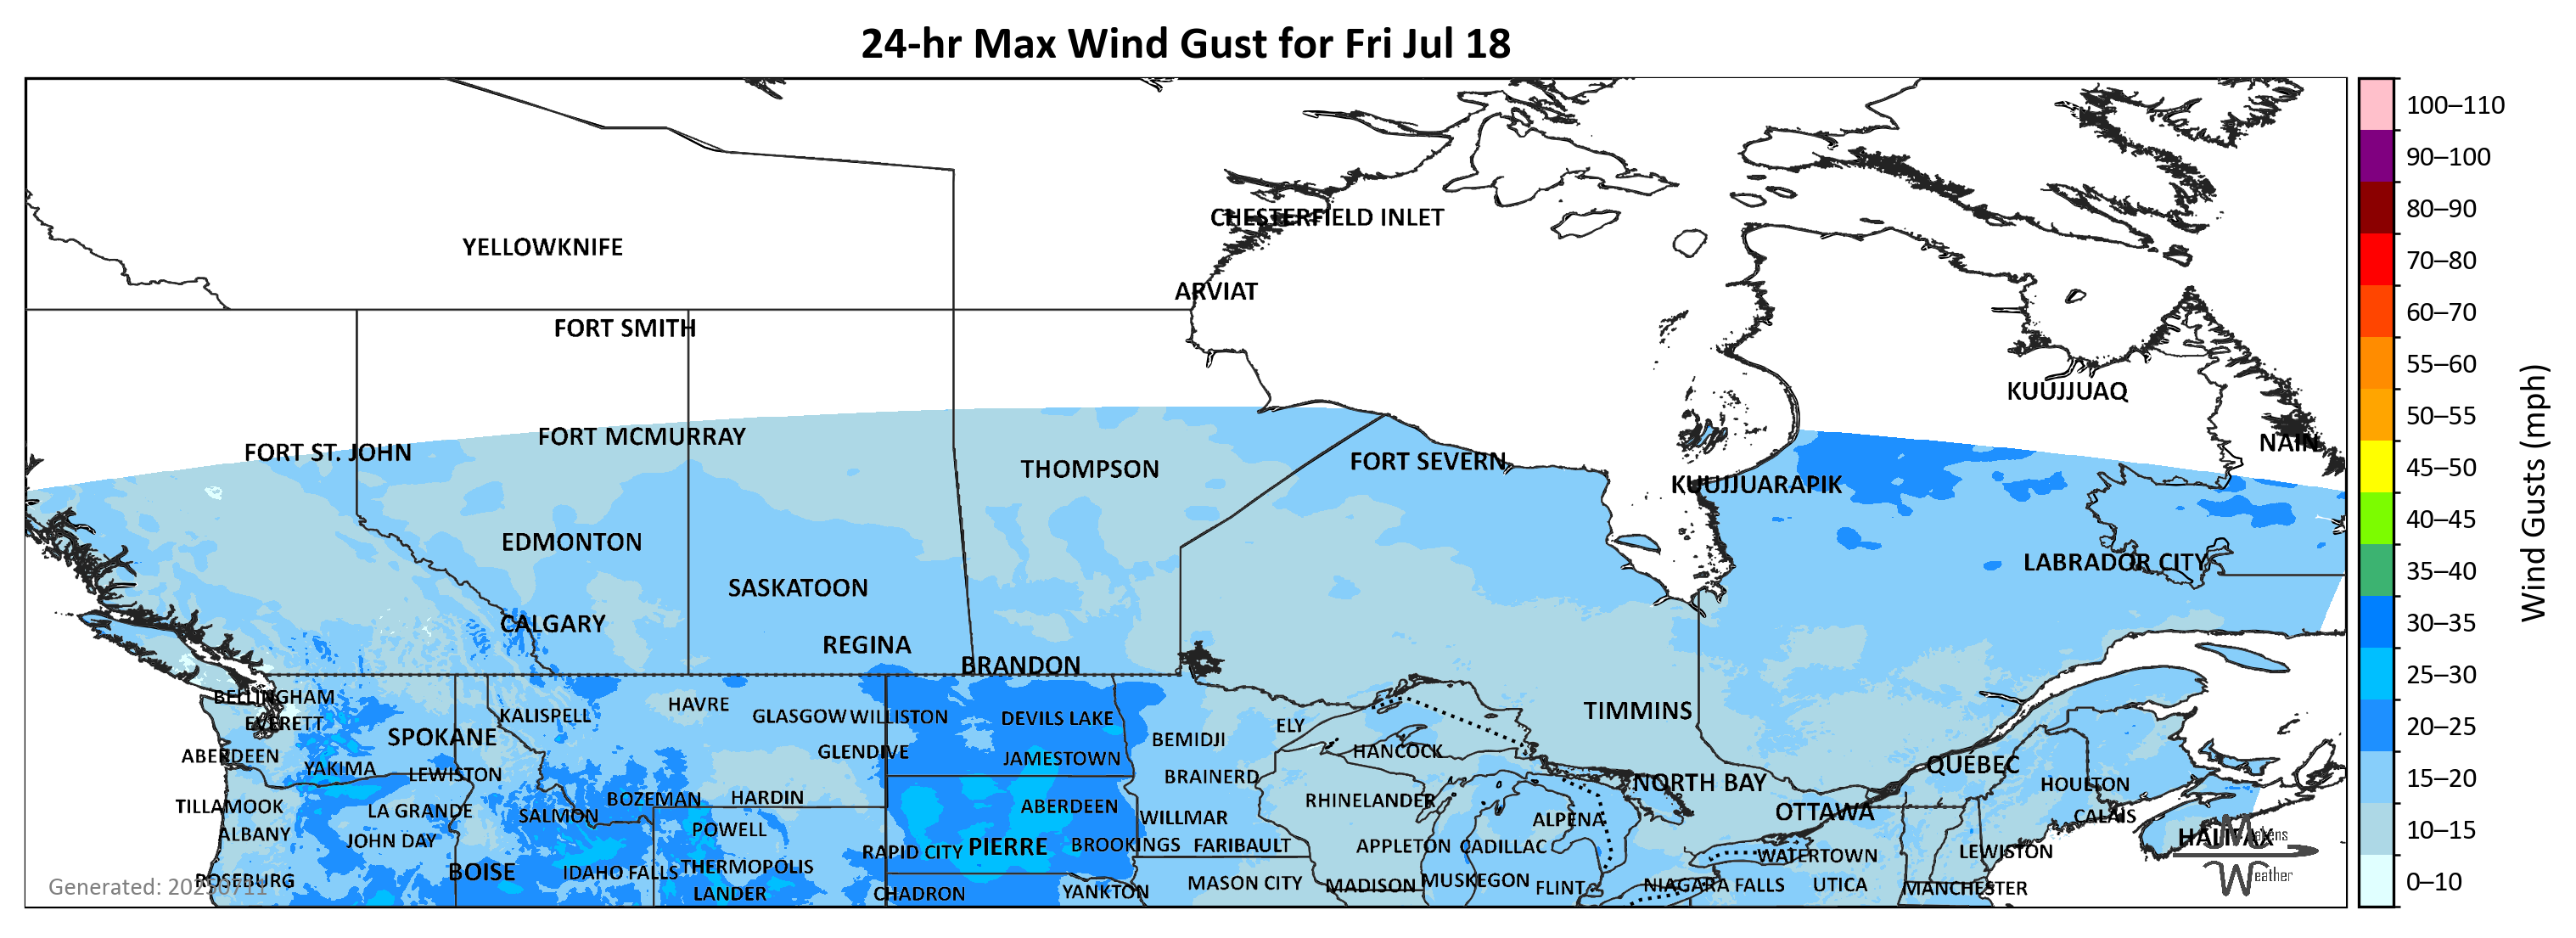 24-hr Max Wind Gust for Fri Jul 18
100–110
90–100
80–90
70–80
60–70
55–60
50–55
45–50
40–45
35–40
30–35
25–30
20–25
15–20
10–15
0–10
Wind Gusts (mph)
CHESTERFIELD INLET
YELLOWKNIFE
ARVIAT
FORT SMITH
KUUJJUAQ
FORT MCMURRAY
NAIN
FORT ST. JOHN
FORT SEVERN
THOMPSON
KUUJJUARAPIK
EDMONTON
LABRADOR CITY
SASKATOON
CALGARY
REGINA
BRANDON
BELLINGHAM
HAVRE
TIMMINS
KALISPELL
GLASGOW
WILLISTON
DEVILS LAKE
EVERETT
ELY
SPOKANE
BEMIDJI
HANCOCK
GLENDIVE
ABERDEEN
JAMESTOWN
QUÉBEC
YAKIMA
LEWISTON
BRAINERD
NORTH BAY
HOULTON
BOZEMAN
HARDIN
RHINELANDER
TILLAMOOK
ABERDEEN
LA GRANDE
OTTAWA
SALMON
CALAIS
WILLMAR
ALPENA
POWELL
ALBANY
HALIFAX
Makens
JOHN DAY
BROOKINGS
FARIBAULT
APPLETON
CADILLAC
PIERRE
RAPID CITY
LEWISTON
WATERTOWN
THERMOPOLIS
BOISE
IDAHO FALLS
Weather
ROSEBURG
MUSKEGON
MASON CITY
MADISON
NIAGARA FALLS
UTICA
FLINT
MANCHESTER
Generated: 20250711
YANKTON
LANDER
CHADRON